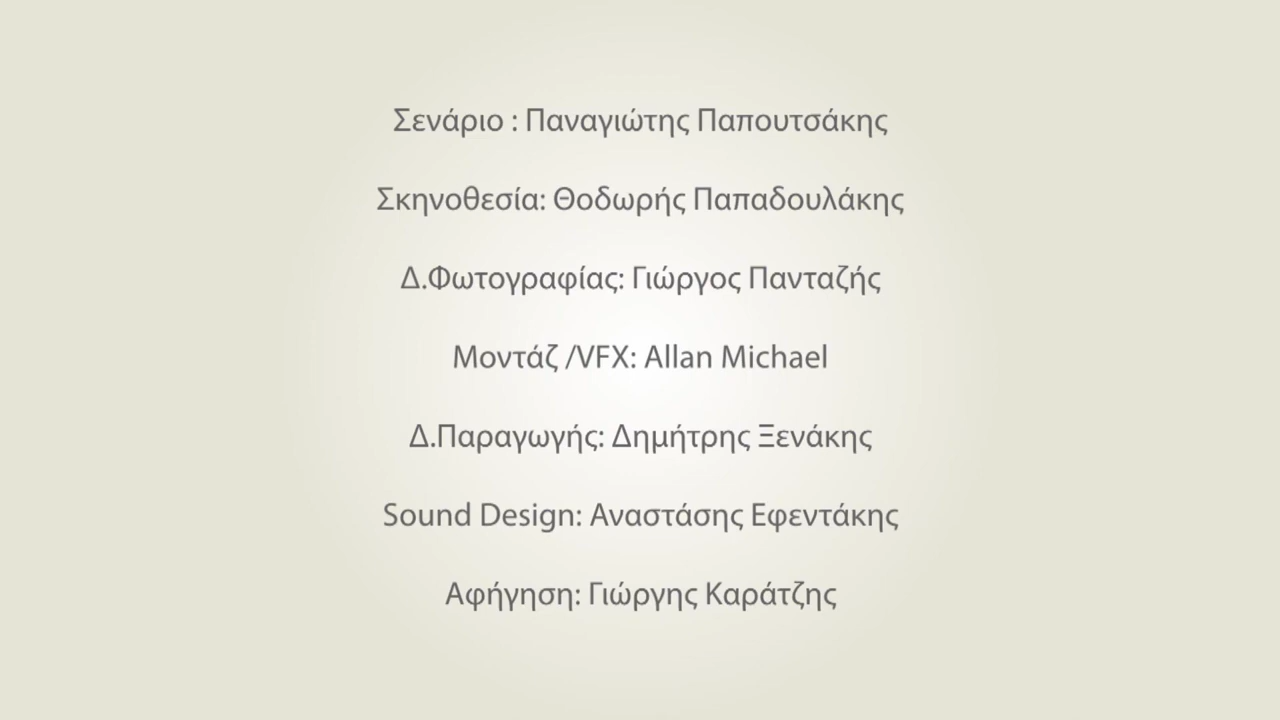 Σενάριο : Παναγιώτης Παπουτσάκης
Σκηνοθεσία: Θοδωρής Παπαδουλάκης
Δ.Φωτογραφίας: Γιώργος Πανταζής
Μοντάζ /VFX: Allan Michael
Δ.Παραγωγής: Δημήτρης Ξενάκης
Sound Design: Αναστάσης Εφεντάκης
Αφήγηση: Γιώργης Καράτζης